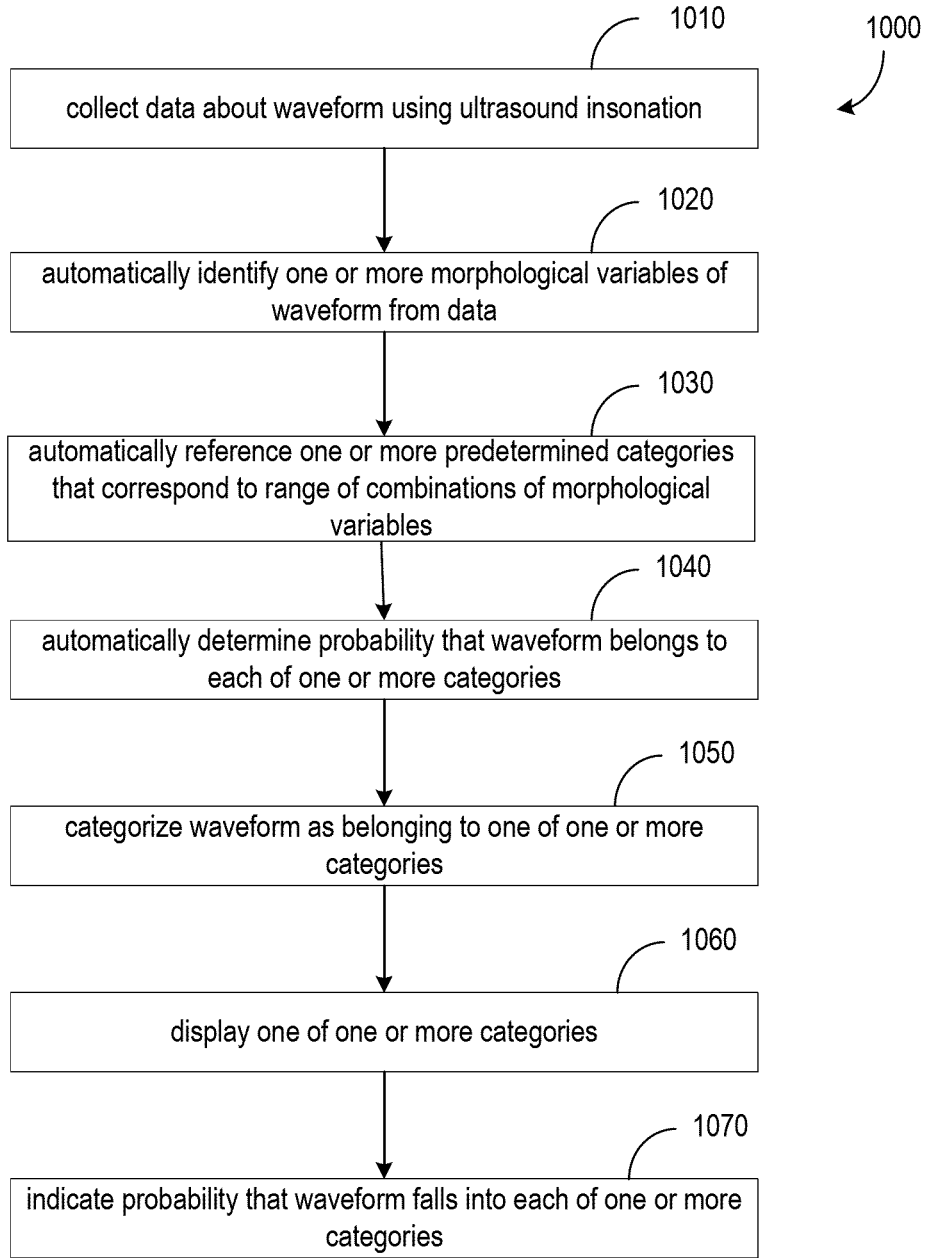 1010
1000
collect data about waveform using ultrasound insonation
1020
automatically identify one or more morphological variables of
waveform from data
1030
automatically reference one or more predetermined categories
that correspond to range of combinations of morphological
variables
1040
automatically determine probability that waveform belongs to
each of one or more categories
1050
categorize waveform as belonging to one of one or more
categories
1060
display one of one or more categories
1070
indicate probability that waveform falls into each of one or more
categories